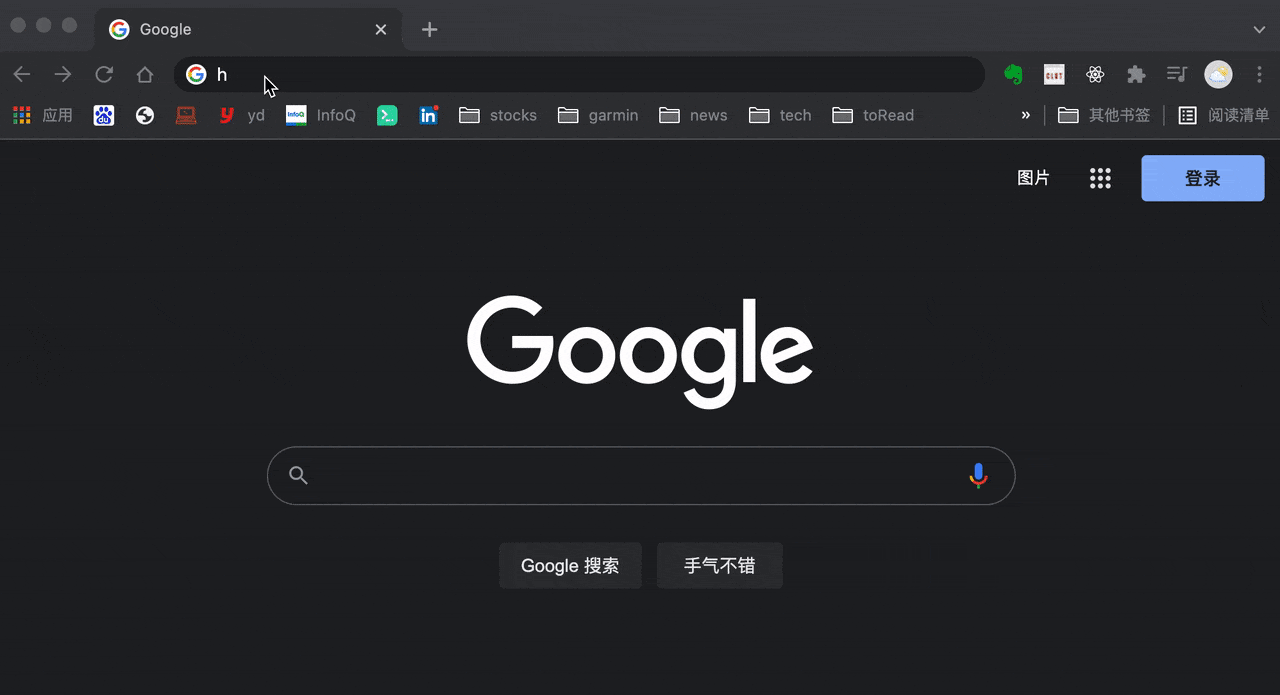 Google
h
应用
yd
InfoQ
stocks
garmin
news
tech
toRead
»
其他书签
阅读清单
图片
登录
Google
Google 搜索
手气不错